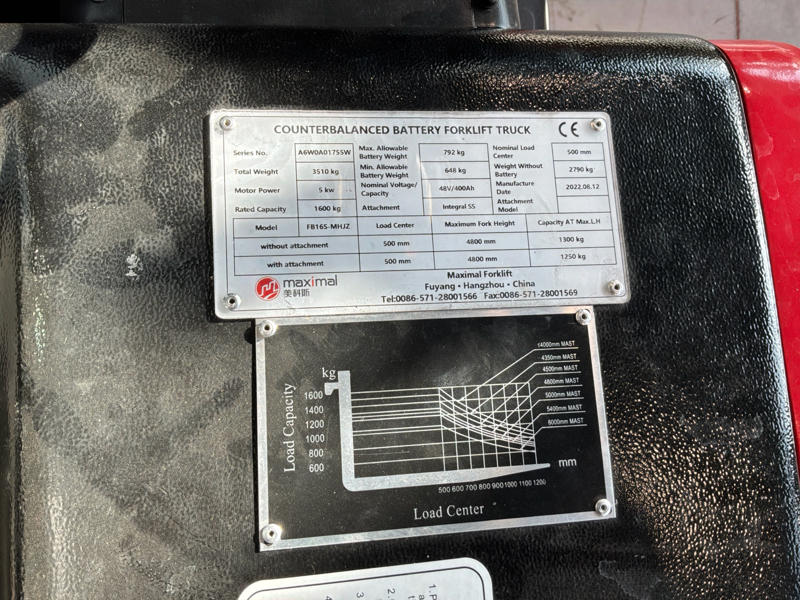 COUNTERBALANCED BATTERY FORKLIFT TRUCK CE
Series No. A6W0A01755W Max. Allowable Battery Weight 792 kg Nominal Load Center 500 mm
Total Weight 3510 kg Min. Allowable Battery Weight 648 kg Weight Without Battery 2790 kg
Motor Power 5 kw Nominal Voltage/ Capacity 48V/400Ah Manufacture Date 2022.08.12
Rated Capacity 1600 kg Attachment Integral SS Attachment Model
Model FB16S-MHJZ Load Center Maximum Fork Height Capacity AT Max.L.H
without attachment 500 mm 4800 mm 1300 kg
with attachment 500 mm 4800 mm 1250 kg
maximal
美科斯
Maximal Forklift
Fuyang • Hangzhou • China
Tel:0086-571-28001566 Fax:0086-571-28001569
≤4000mm MAST
4350mm MAST
4500mm MAST
4800mm MAST
5000mm MAST
5400mm MAST
6000mm MAST
kg
Load Capacity
1600
1400
1200
1000
800
600
mm
500 600 700 800 900 1000 1100 1200
Load Center